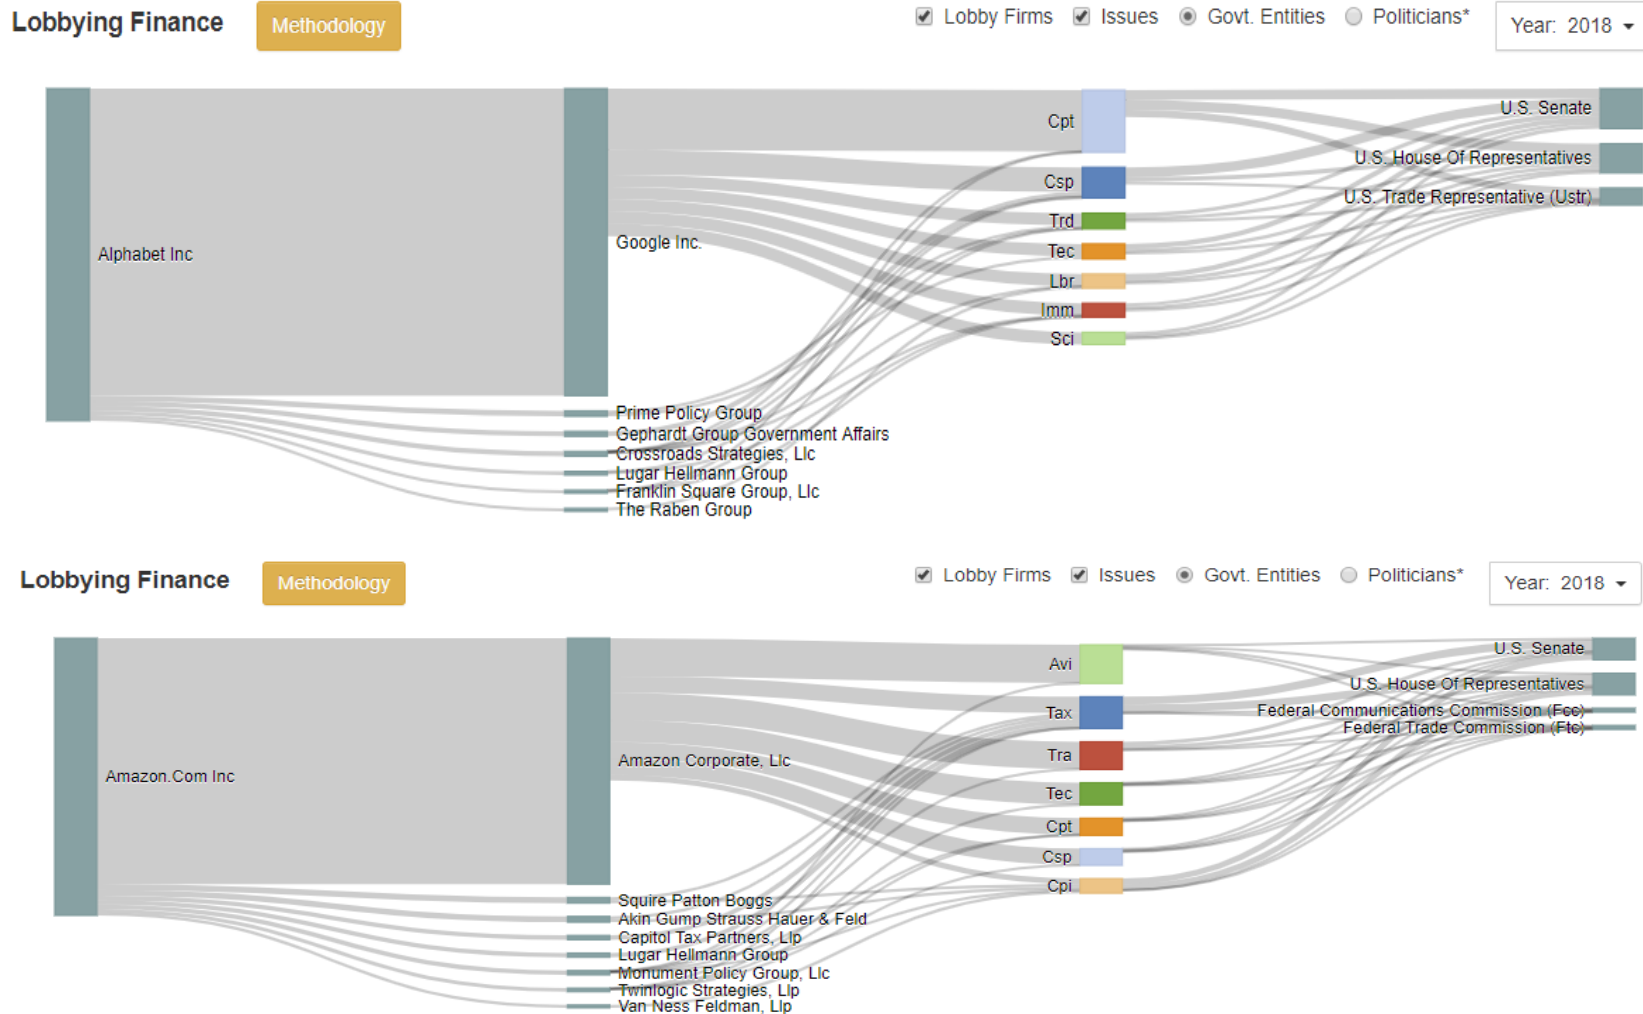 Lobbying Finance Methodology Lobby Firms Issues Govt. Entities Politicians* Year: 2018
U.S. Senate
Cpt
U.S. House Of Representatives
Csp
U.S. Trade Representative (Ustr)
Trd
Google Inc.
Tec
Alphabet Inc
Lbr
Imm
Sci
Prime Policy Group
Gephardt Group Government Affairs
Crossroads Strategies, Llc
Lugar Hellmann Group
Franklin Square Group, Llc
The Raben Group
Lobbying Finance Methodology Lobby Firms Issues Govt. Entities Politicians* Year: 2018
U.S. Senate
Avi
U.S. House Of Representatives
Federal Communications Commission (Fcc)
Tax
Federal Trade Commission (Ftc)
Tra
Amazon Corporate, Llc
Amazon.Com Inc
Tec
Cpt
Csp
Cpi
Squire Patton Boggs
Akin Gump Strauss Hauer & Feld
Capitol Tax Partners, Llp
Lugar Hellmann Group
Monument Policy Group, Llc
Twinlogic Strategies, Llp
Van Ness Feldman, Llp